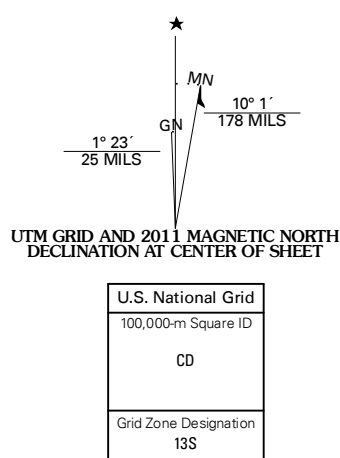 ★
MN
GN
10° 1´
178 MILS
1° 23´
25 MILS
UTM GRID AND 2011 MAGNETIC NORTH
DECLINATION AT CENTER OF SHEET
U.S. National Grid
100,000-m Square ID
CD
Grid Zone Designation
13S